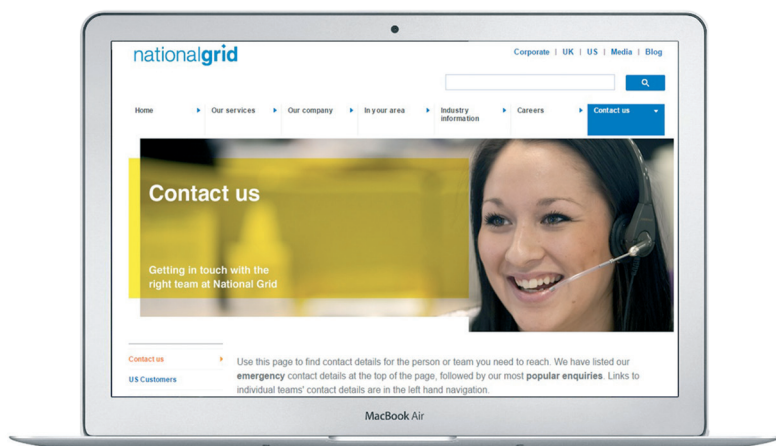 nationalgrid
Corporate | UK | US | Media | Blog
Home
Our services
Our company
In your area
Industry
information
Careers
Contact us
Contact us
Getting in touch with the
right team at National Grid
Contact us
US Customers
Use this page to find contact details for the person or team you need to reach. We have listed our
emergency contact details at the top of the page, followed by our most popular enquiries. Links to
individual teams' contact details are in the left hand navigation.
MacBook Air